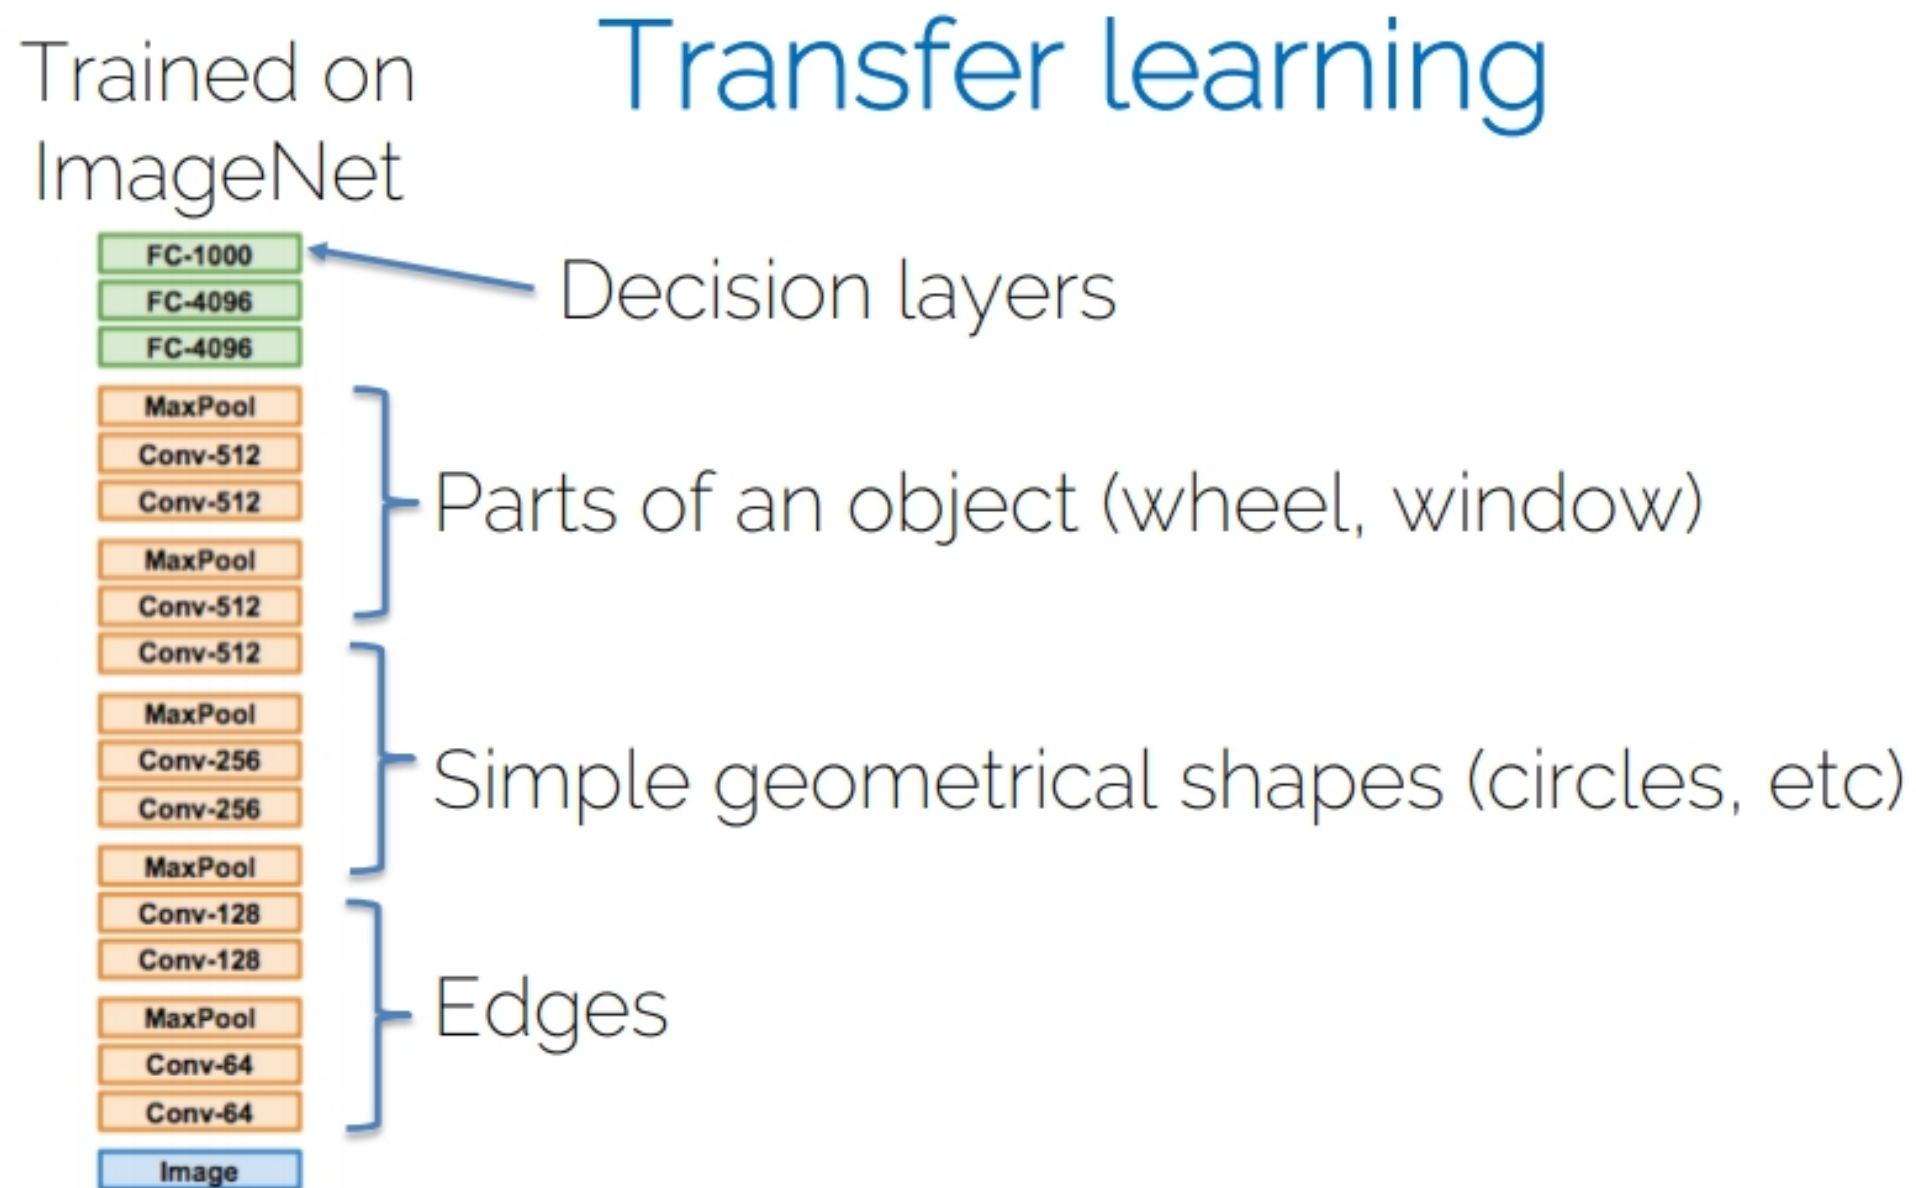 Transfer learning
Trained on
ImageNet
FC-1000
Decision layers
FC-4096
FC-4096
MaxPool
Conv-512
Conv-512
Parts of an object (wheel, window)
MaxPool
Conv-512
Conv-512
MaxPool
Conv-256
Simple geometrical shapes (circles, etc)
Conv-256
MaxPool
Conv-128
Conv-128
Edges
MaxPool
Conv-64
Conv-64
Image